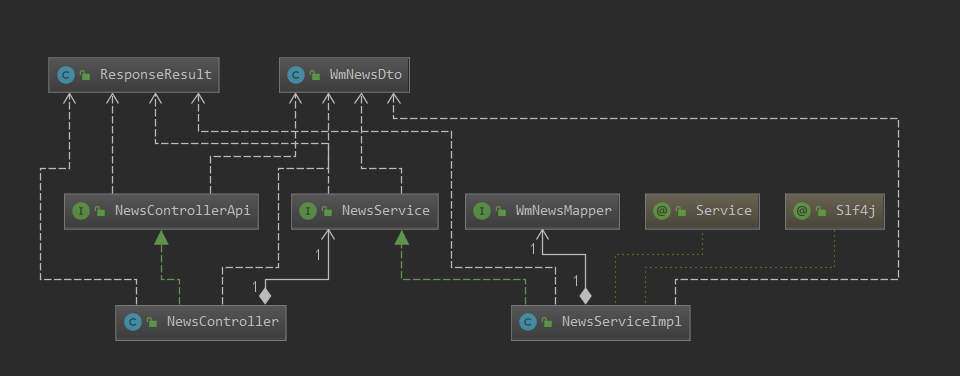 C ResponseResult
C WmNewsDto
I NewsControllerApi
I NewsService
I WmNewsMapper
@ Service
@ Slf4j
1
1
1
1
C NewsController
C NewsServiceImpl